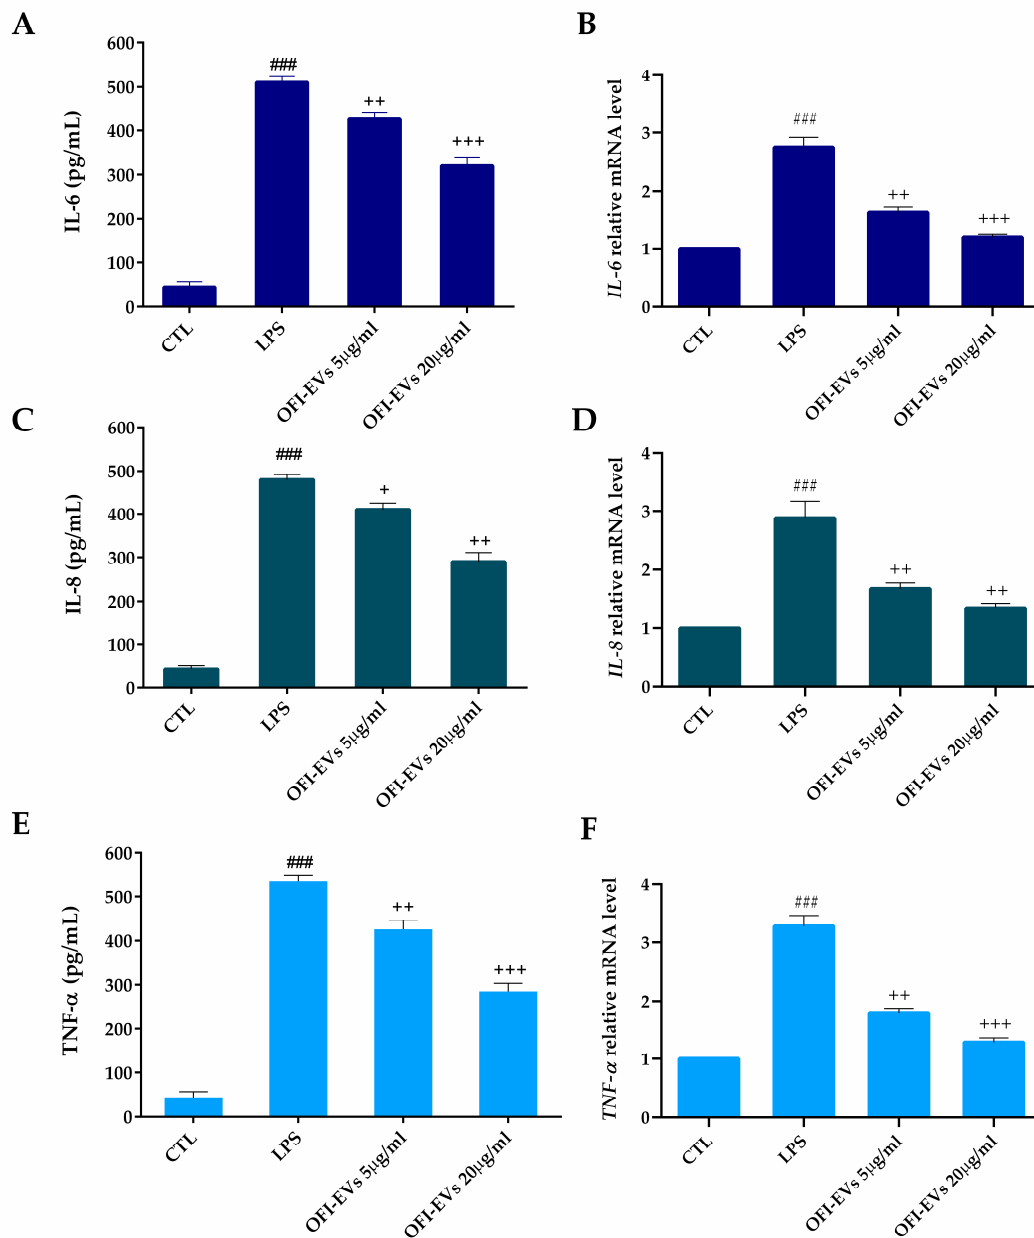 A
IL-6 (pg/mL)
600
500
400
300
200
100
0
###
++
+++
CTL
LPS
OFI-EVs 5µg/ml
OFI-EVs 20µg/ml
B
IL-6 relative mRNA level
4
3
2
1
0
###
++
+++
CTL
LPS
OFI-EVs 5µg/ml
OFI-EVs 20µg/ml
C
IL-8 (pg/mL)
600
500
400
300
200
100
0
###
+
++
CTL
LPS
OFI-EVs 5µg/ml
OFI-EVs 20µg/ml
D
IL-8 relative mRNA level
4
3
2
1
0
###
++
++
CTL
LPS
OFI-EVs 5µg/ml
OFI-EVs 20µg/ml
E
TNF-α (pg/mL)
600
500
400
300
200
100
0
###
++
+++
CTL
LPS
OFI-EVs 5µg/ml
OFI-EVs 20µg/ml
F
TNF-α relative mRNA level
4
3
2
1
0
###
++
+++
CTL
LPS
OFI-EVs 5µg/ml
OFI-EVs 20µg/ml